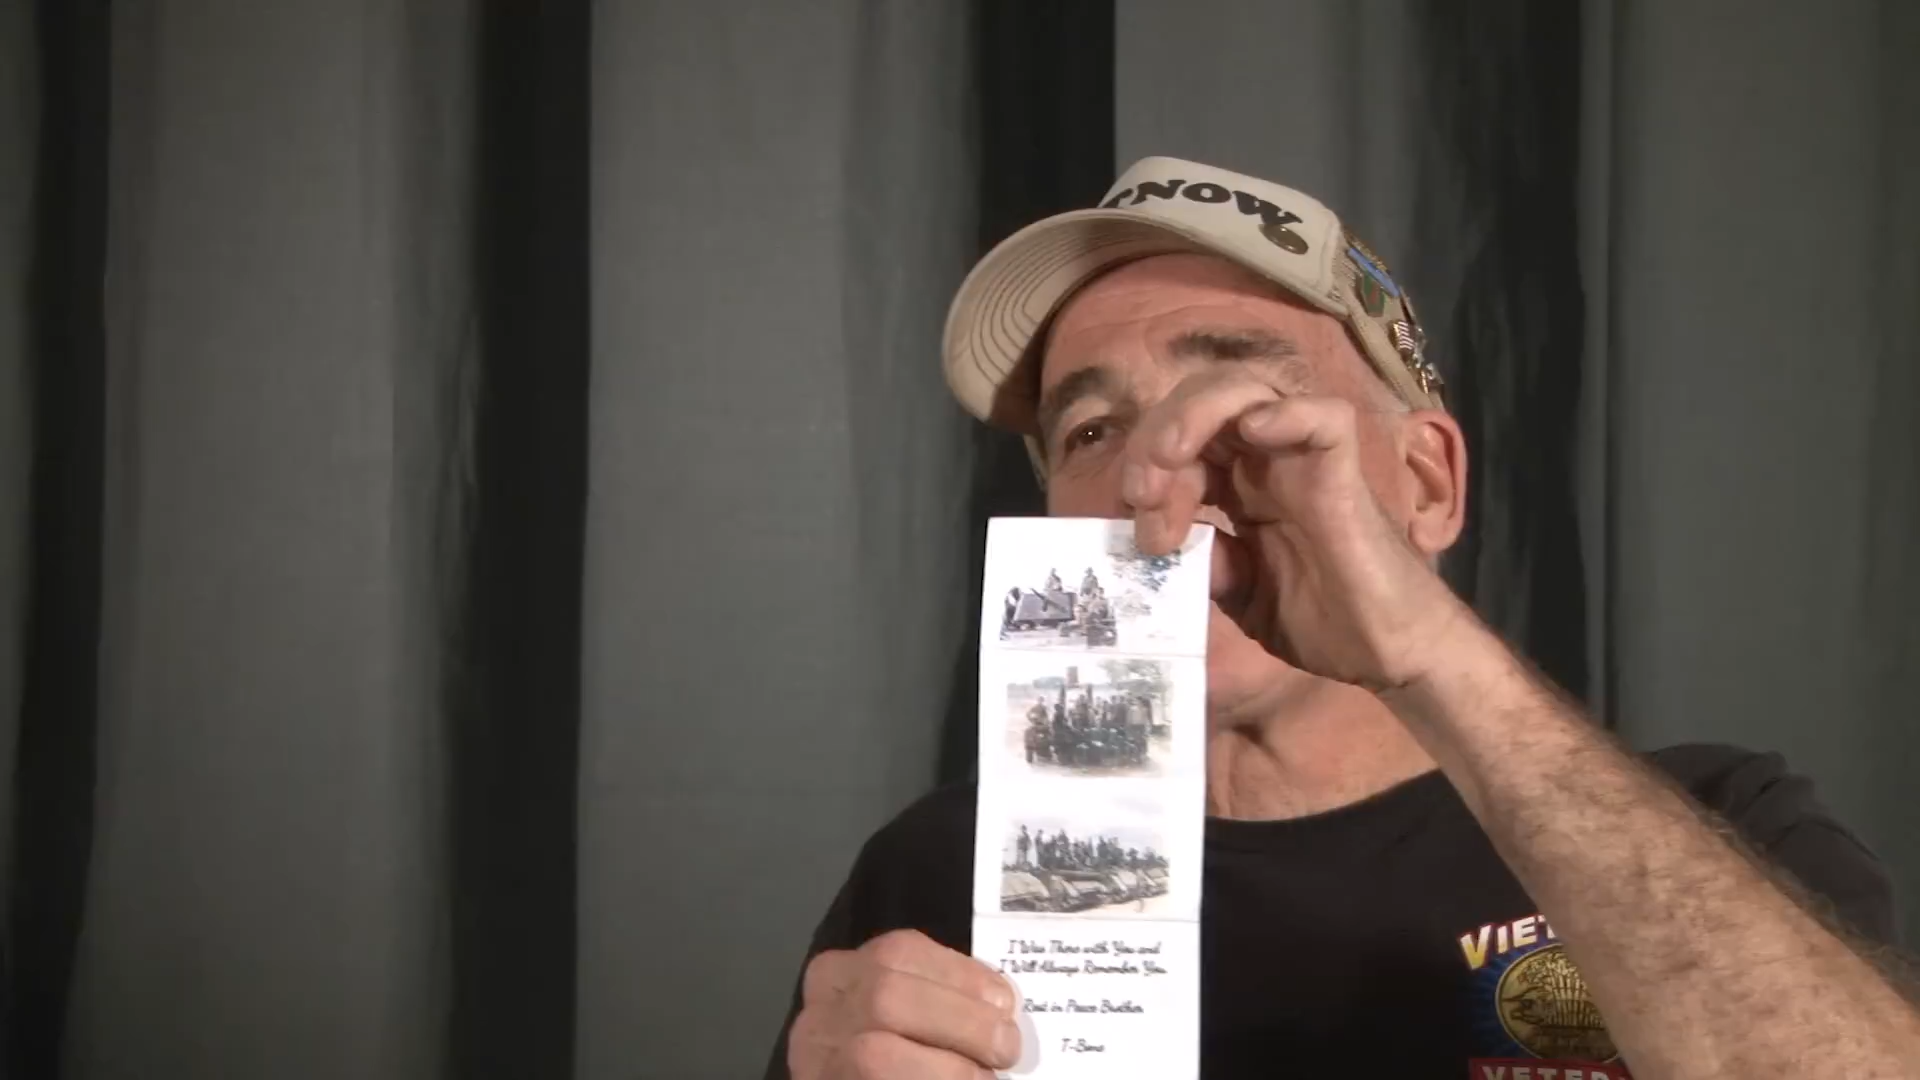 NOW
I Was There with You and
I Will Always Remember You.
Rest in Peace Brother
T-Bone
VIET
VETER